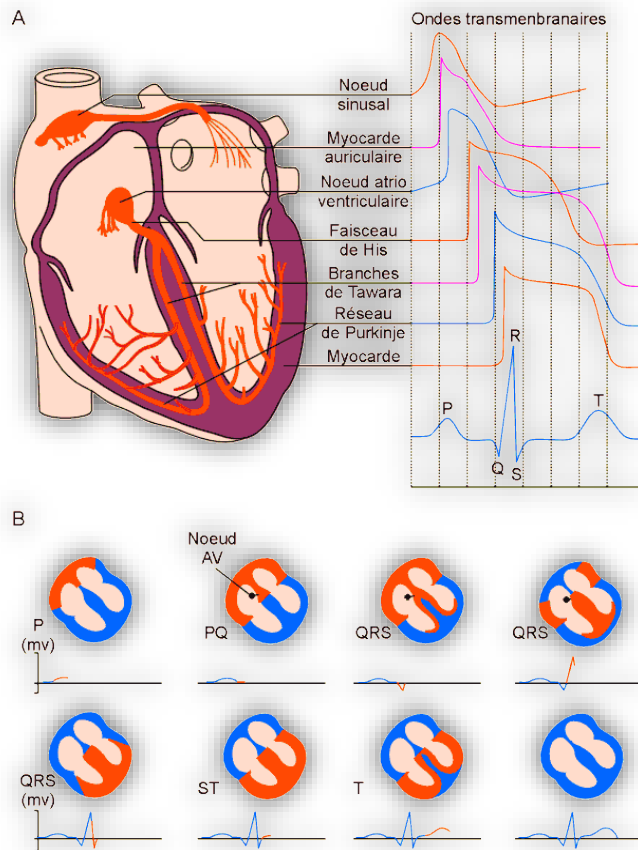 A
Ondes transmenbranaires
Noeud
sinusal
Myocarde
auriculaire
Noeud atrio
ventriculaire
Faisceau
de His
Branches
de Tawara
Réseau
de Purkinje
Myocarde
R
P
T
Q
S
B
Noeud
AV
P
(mv)
PQ
QRS
QRS
QRS
(mv)
ST
T